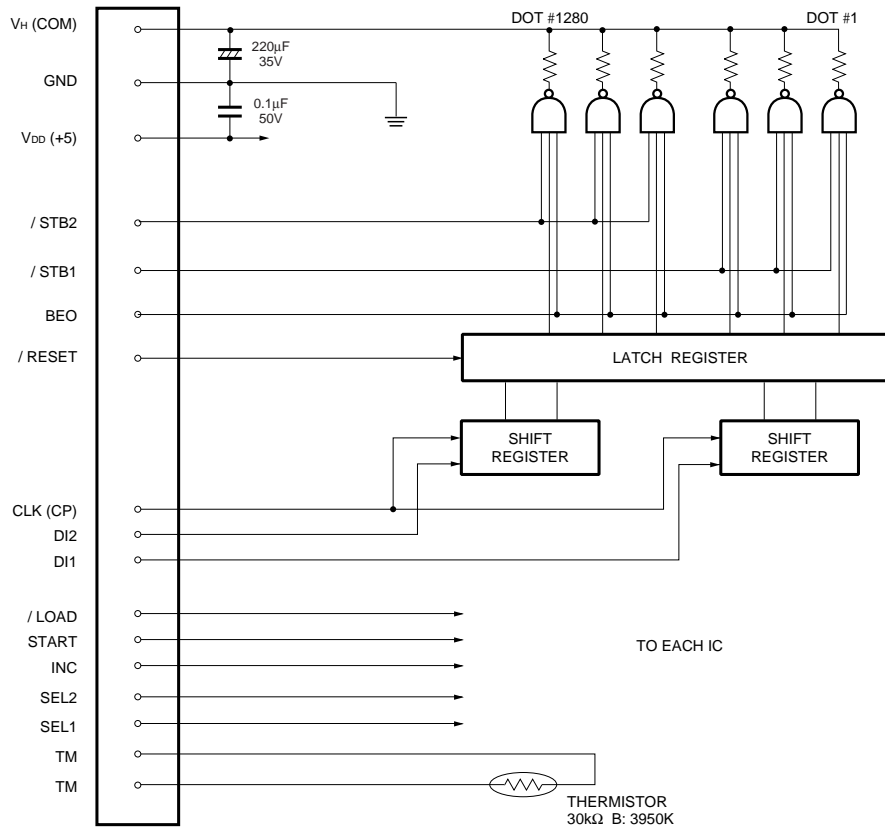 VH (COM)
DOT #1280
DOT #1
220µF
35V
GND
0.1µF
50V
VDD (+5)
/ STB2
/ STB1
BEO
/ RESET
LATCH REGISTER
SHIFT
REGISTER
SHIFT
REGISTER
CLK (CP)
DI2
DI1
/ LOAD
START
INC
SEL2
SEL1
TO EACH IC
TM
TM
THERMISTOR
30kΩ B: 3950K